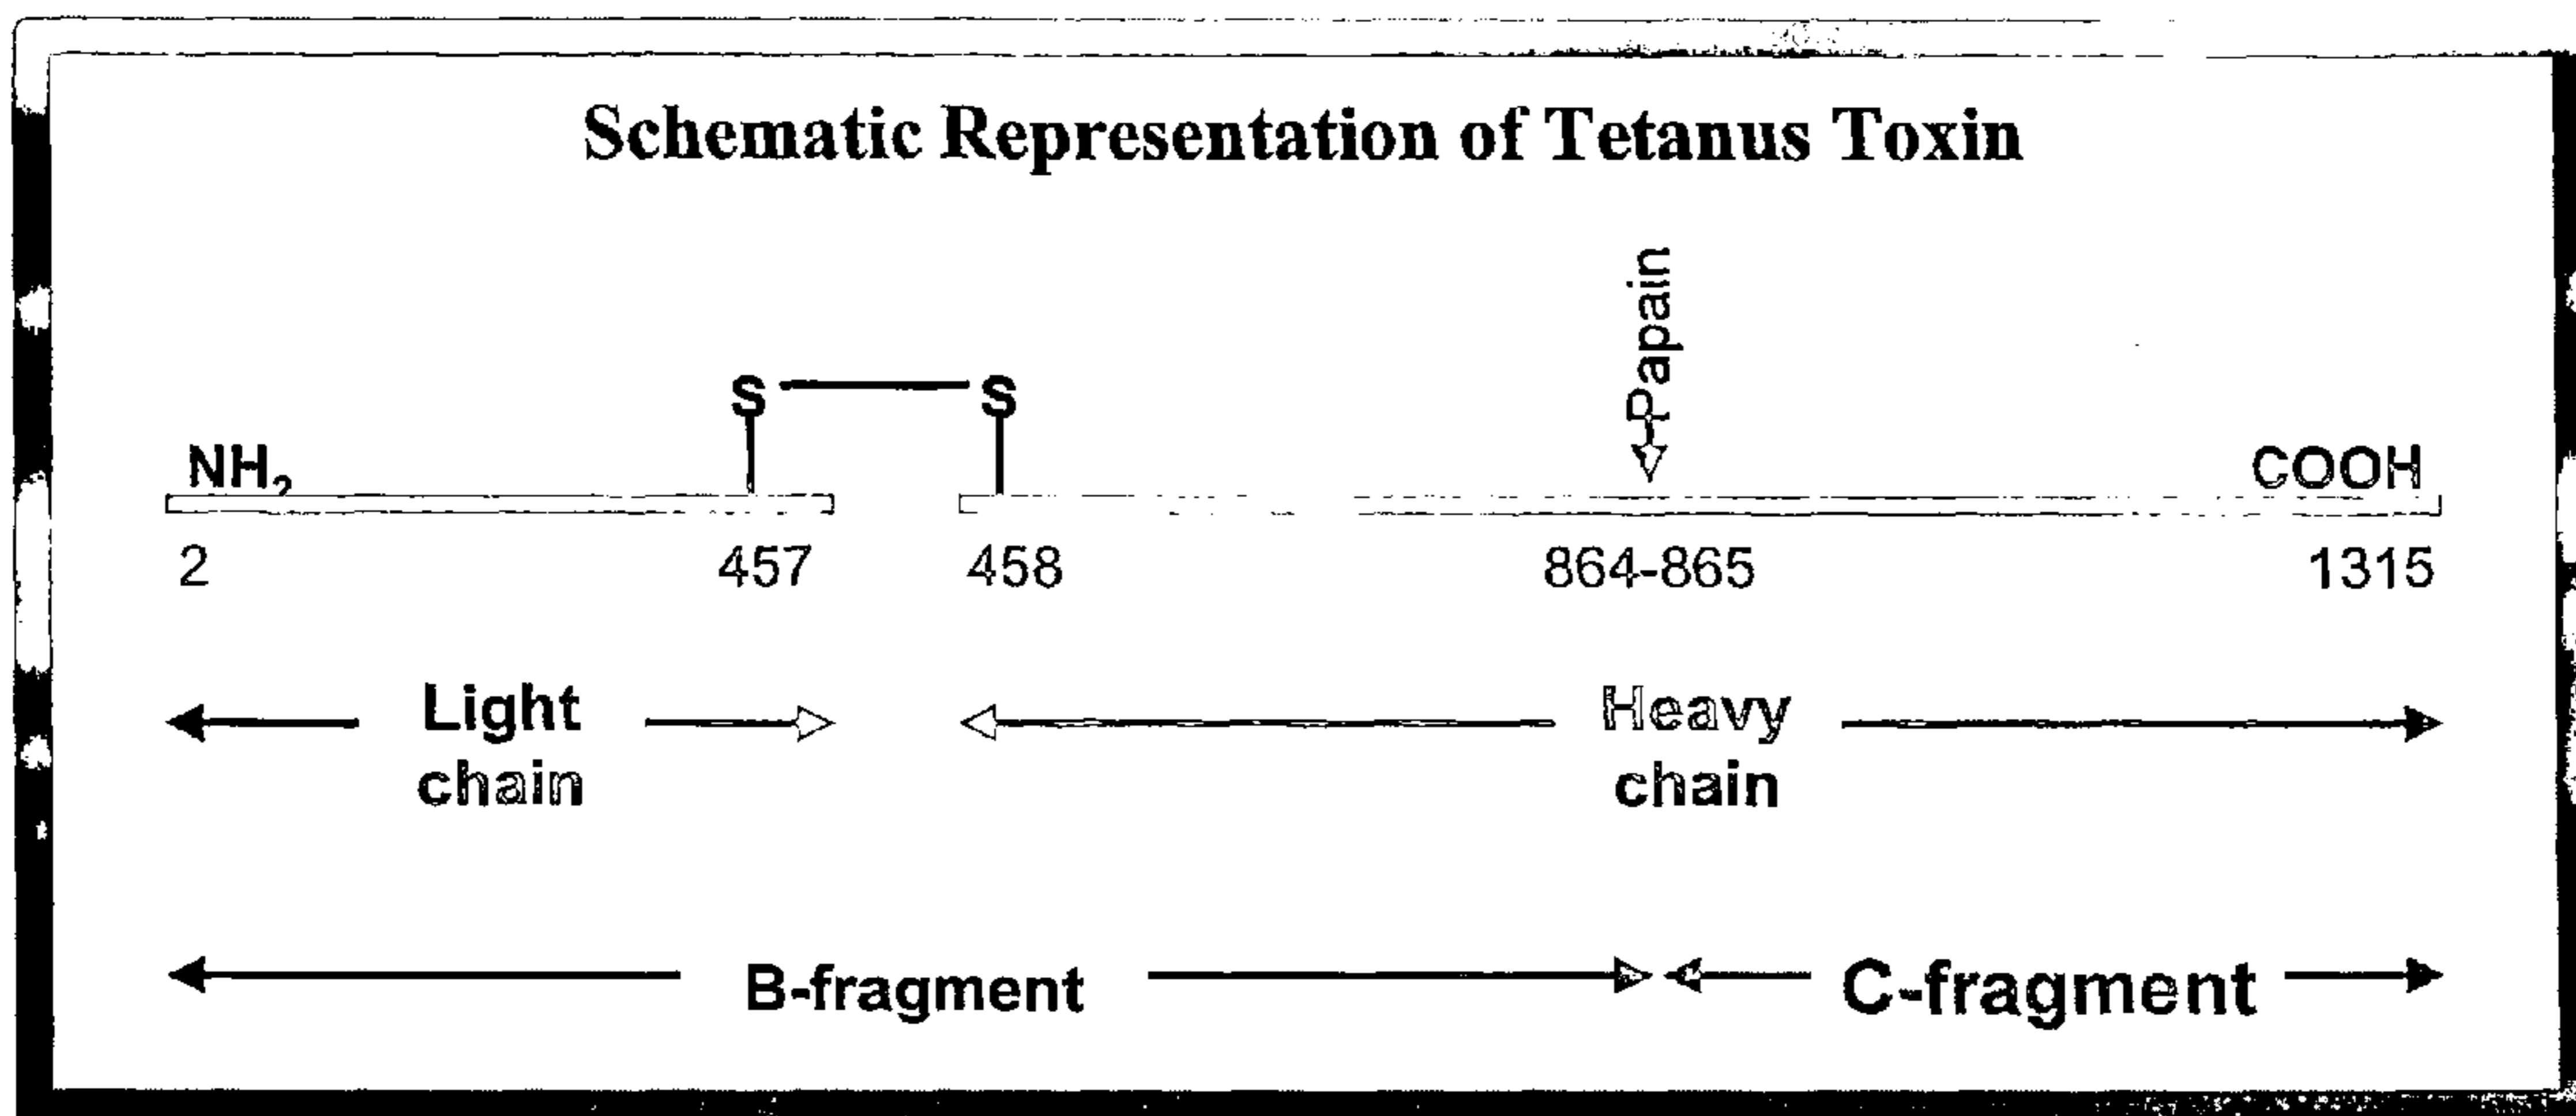 Schematic Representation of Tetanus Toxin
Papain
S S
NH₂ COOH
2 457 458 864-865 1315
Light chain
Heavy chain
B-fragment C-fragment